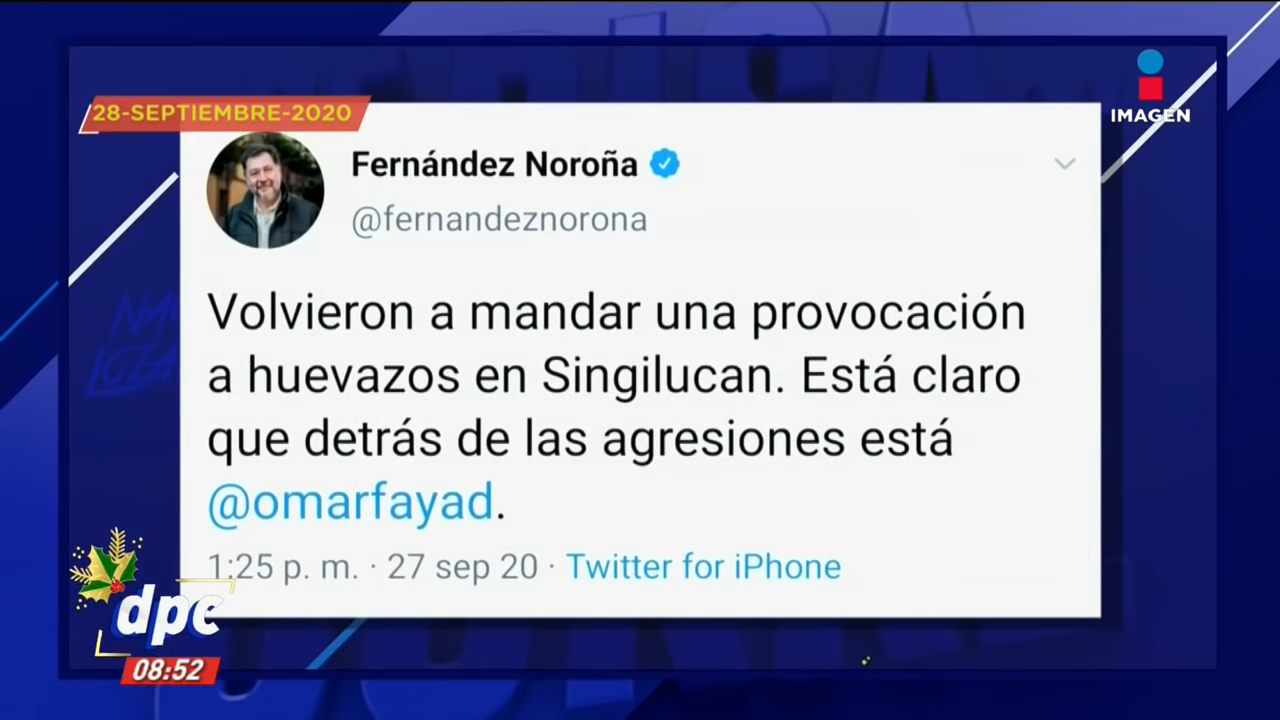 28-SEPTIEMBRE-2020
IMAGEN
Fernández Noroña
@fernandeznorona
Volvieron a mandar una provocación
a huevazos en Singilucan. Está claro
que detrás de las agresiones está
@omarfayad.
1:25 p. m. · 27 sep 20 · Twitter for iPhone
dpc
08:52